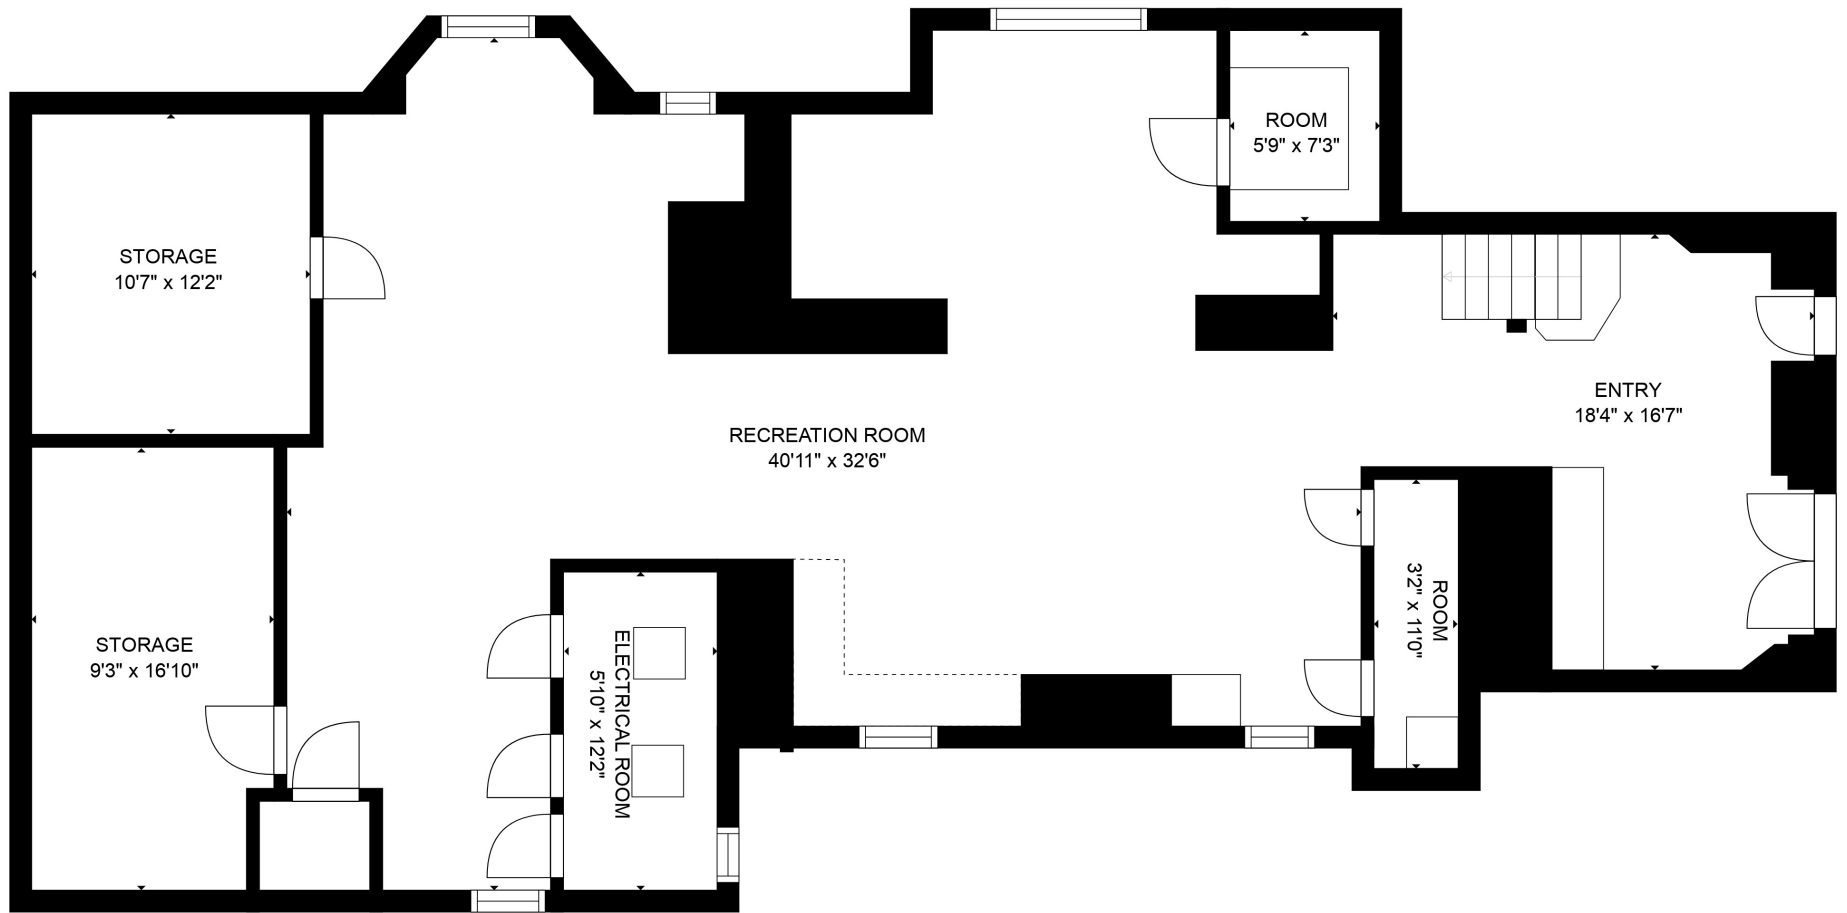 ROOM
5'9" x 7'3"
STORAGE
10'7" x 12'2"
ENTRY
18'4" x 16'7"
RECREATION ROOM
40'11" x 32'6"
ROOM
3'2" x 11'0"
STORAGE
9'3" x 16'10"
ELECTRICAL ROOM
5'10" x 12'2"